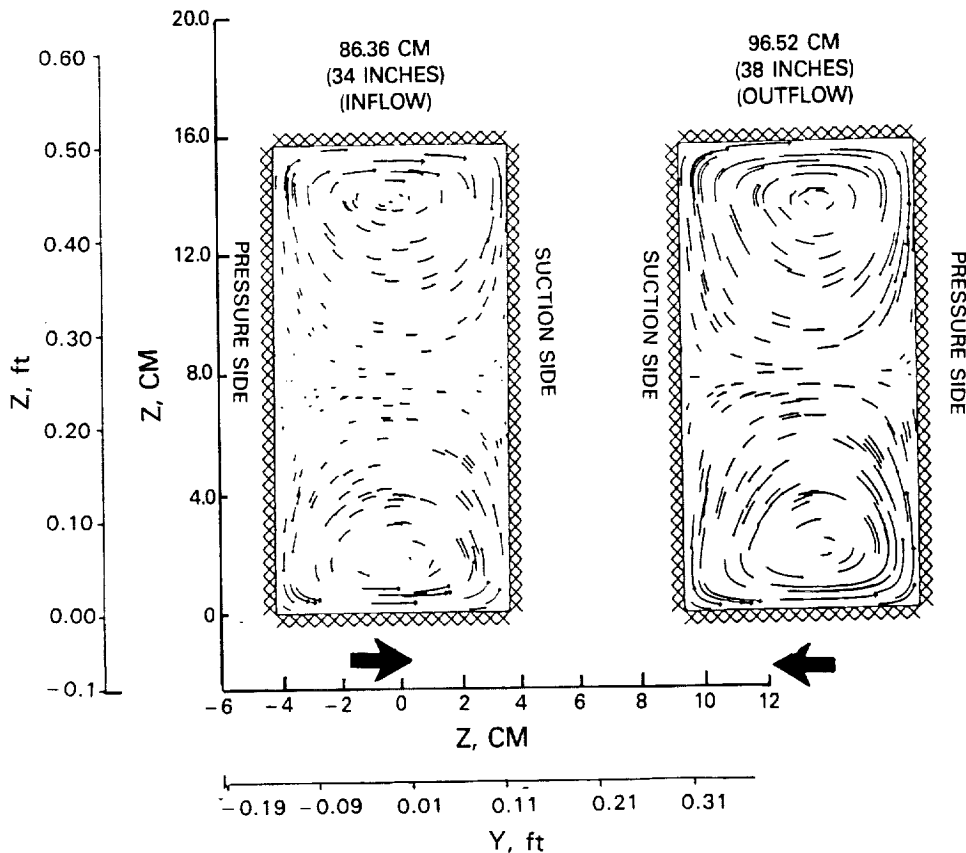 20.0
0.60
86.36 CM
(34 INCHES)
(INFLOW)
96.52 CM
(38 INCHES)
(OUTFLOW)
16.0
0.50
0.40
12.0
PRESSURE SIDE
SUCTION SIDE
SUCTION SIDE
PRESSURE SIDE
0.30
Z, ft
Z, CM
8.0
0.20
4.0
0.10
0.00
0
-0.1
-6
-4
-2
0
2
4
6
8
10
12
Z, CM
-0.19
-0.09
0.01
0.11
0.21
0.31
Y, ft